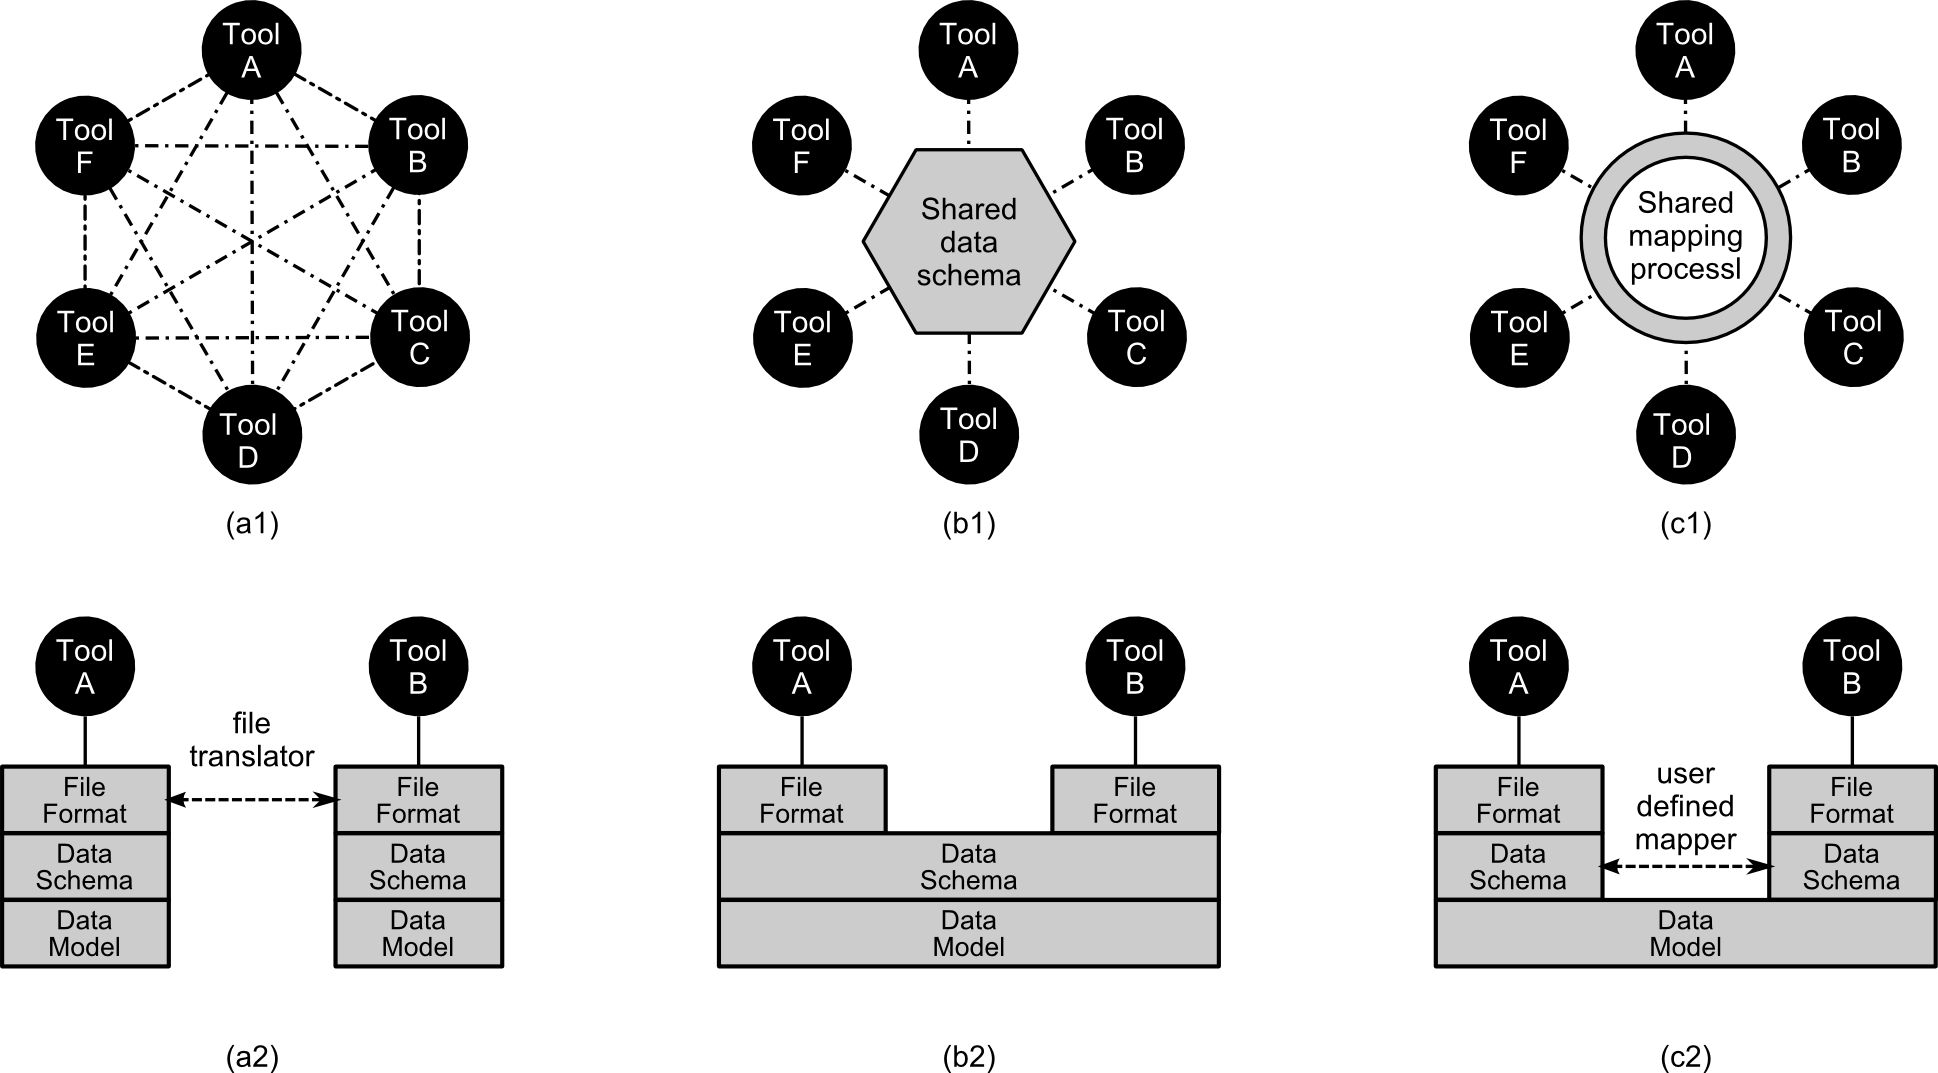 Tool
A
Tool
F
Tool
B
Tool
E
Tool
C
Tool
D
(a1)
Tool
A
Tool
F
Tool
B
Shared
data
schema
Tool
E
Tool
C
Tool
D
(b1)
Tool
A
Tool
F
Tool
B
Shared
mapping
processl
Tool
E
Tool
C
Tool
D
(c1)
Tool
A
Tool
B
file
translator
File
Format
File
Format
Data
Schema
Data
Schema
Data
Model
Data
Model
(a2)
Tool
A
Tool
B
File
Format
File
Format
Data
Schema
Data
Model
(b2)
Tool
A
Tool
B
user
defined
mapper
File
Format
File
Format
Data
Schema
Data
Schema
Data
Model
(c2)